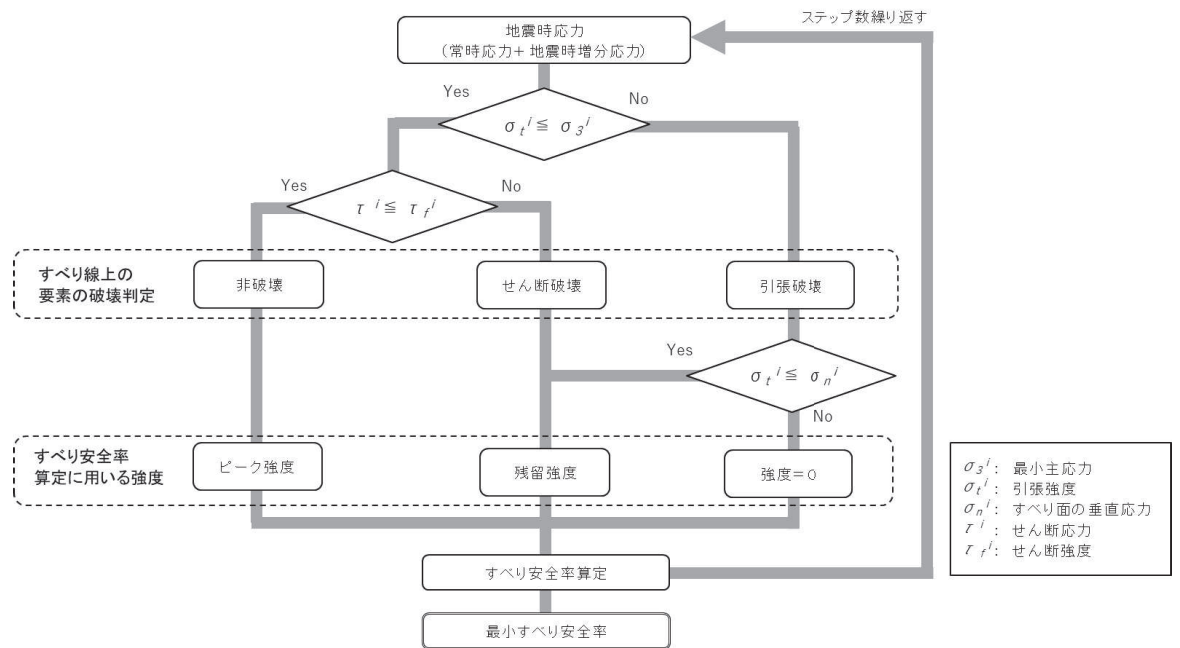 ステップ数繰り返す
地震時応力
(常時応力+地震時増分応力)
Yes
No
σtⁱ≦σ3ⁱ
Yes
No
τⁱ≦τfⁱ
すべり線上の
要素の破壊判定
非破壊
せん断破壊
引張破壊
Yes
σtⁱ≦σnⁱ
No
すべり安全率
算定に用いる強度
ピーク強度
残留強度
強度=0
σ3ⁱ: 最小主応力
σtⁱ: 引張強度
σnⁱ: すべり面の垂直応力
τⁱ: せん断応力
τfⁱ: せん断強度
すべり安全率算定
最小すべり安全率